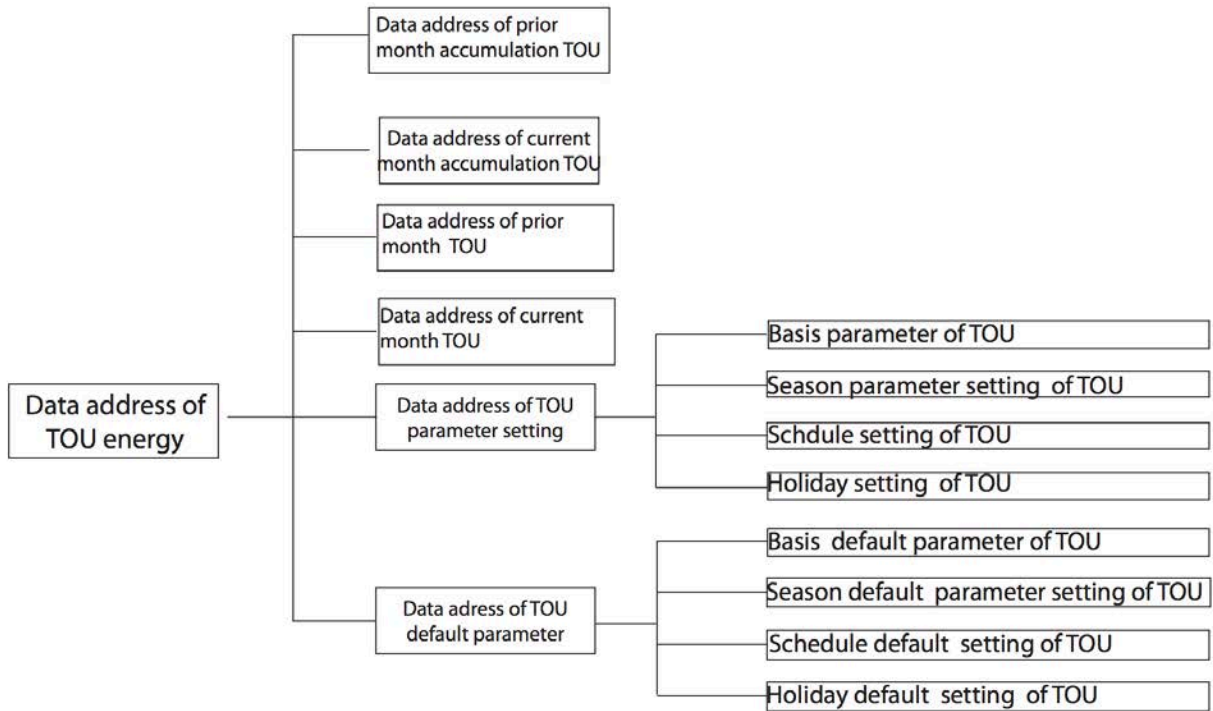 Data address of prior
month accumulation TOU
Data address of current
month accumulation TOU
Data address of prior
month TOU
Data address of current
month TOU
Data address of
TOU energy
Data address of TOU
parameter setting
Basis parameter of TOU
Season parameter setting of TOU
Schdule setting of TOU
Holiday setting of TOU
Data adress of TOU
default parameter
Basis default parameter of TOU
Season default parameter setting of TOU
Schedule default setting of TOU
Holiday default setting of TOU